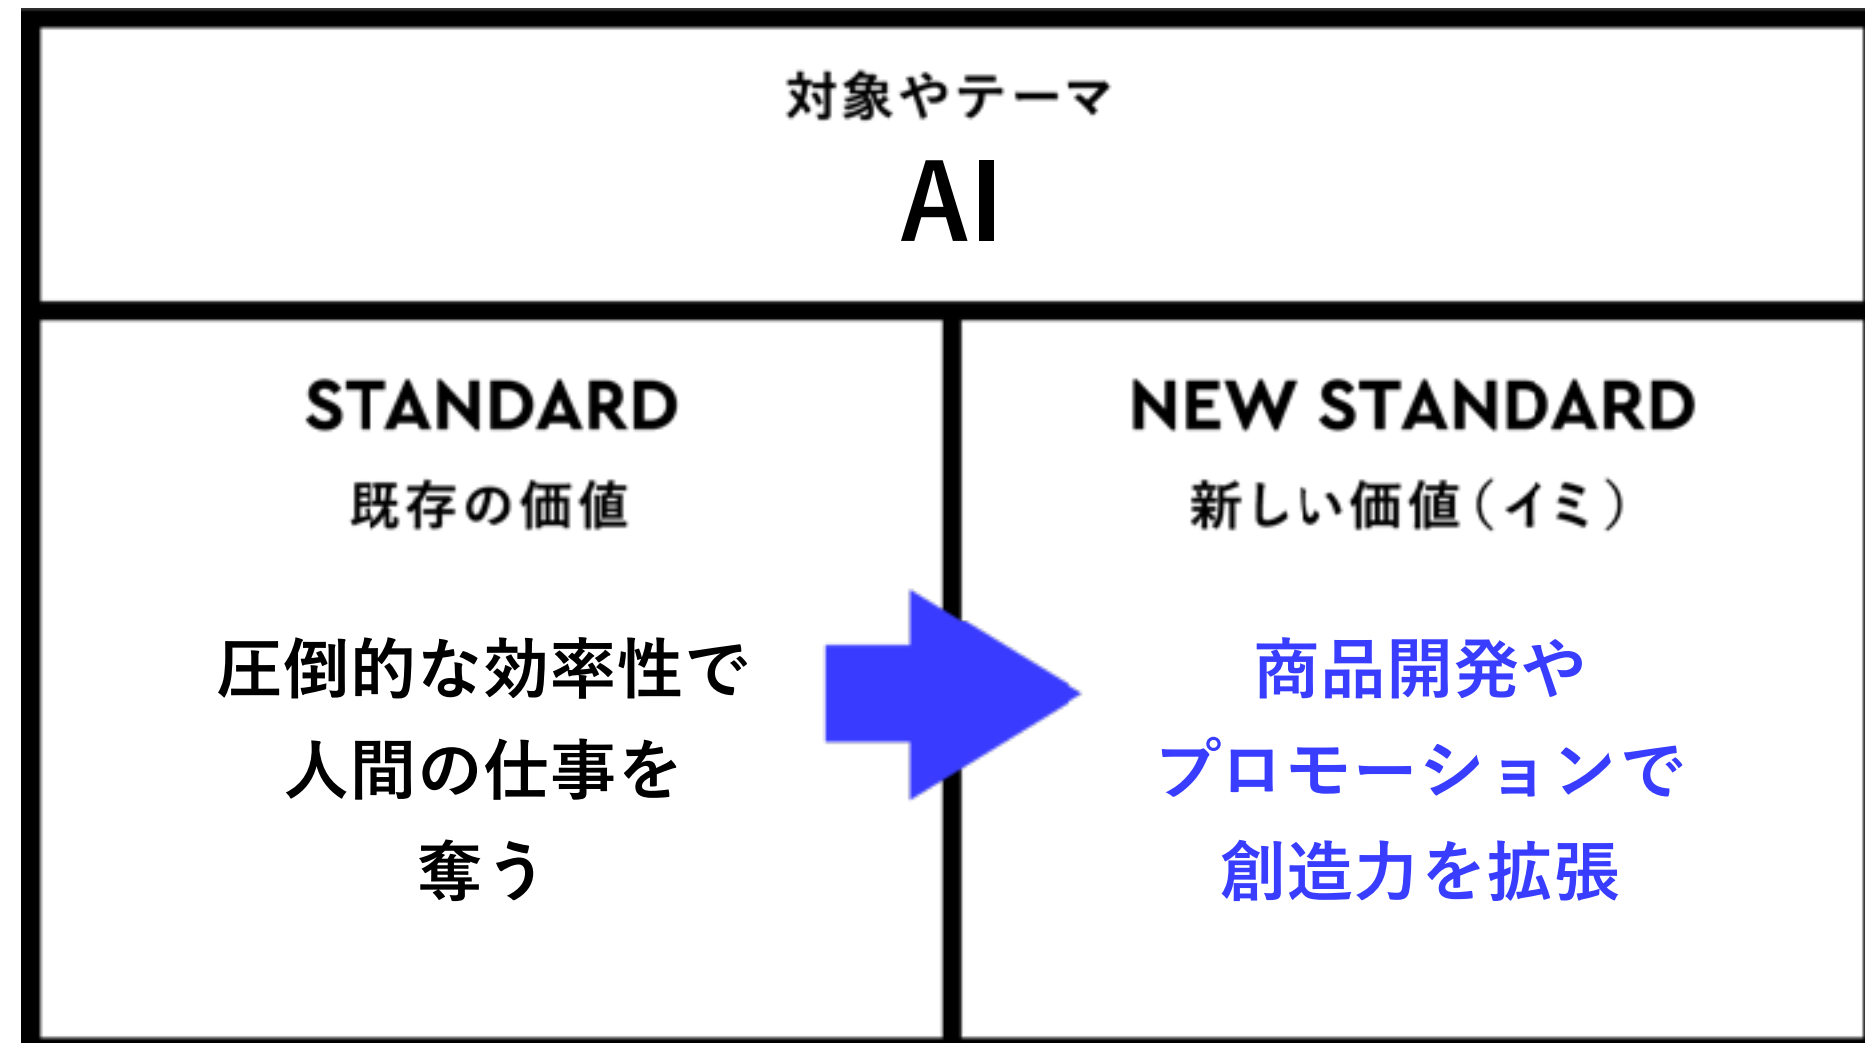 対象やテーマ
AI
STANDARD
既存の価値
圧倒的な効率性で
人間の仕事を
奪う
NEW STANDARD
新しい価値（イミ）
商品開発や
プロモーションで
創造力を拡張